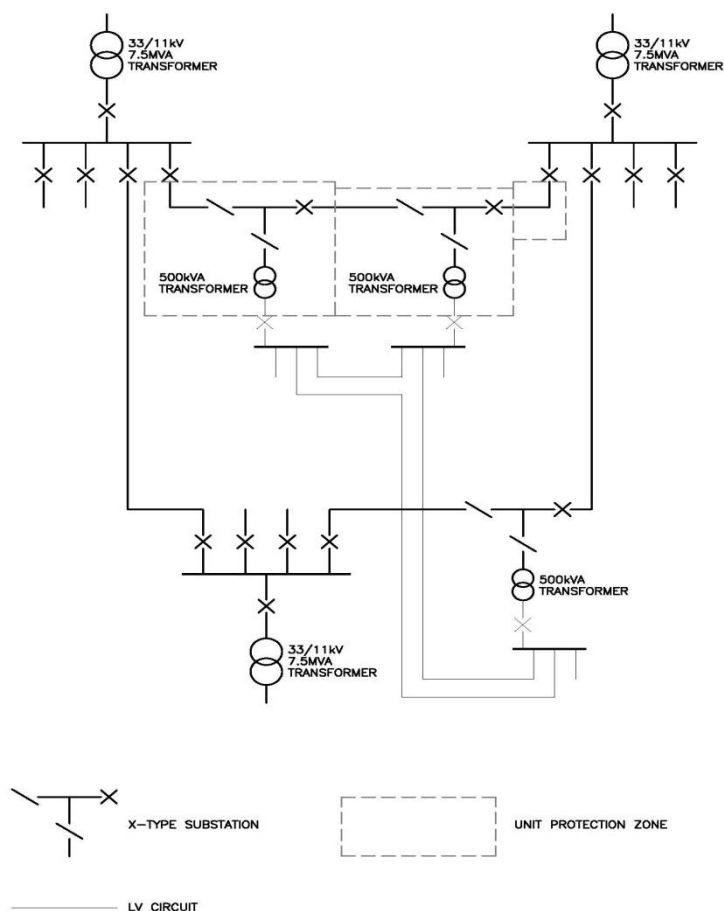 33/11kV
7.5MVA
TRANSFORMER
33/11kV
7.5MVA
TRANSFORMER
500kVA
TRANSFORMER
500kVA
TRANSFORMER
500kVA
TRANSFORMER
33/11kV
7.5MVA
TRANSFORMER
X-TYPE SUBSTATION
UNIT PROTECTION ZONE
LV CIRCUIT